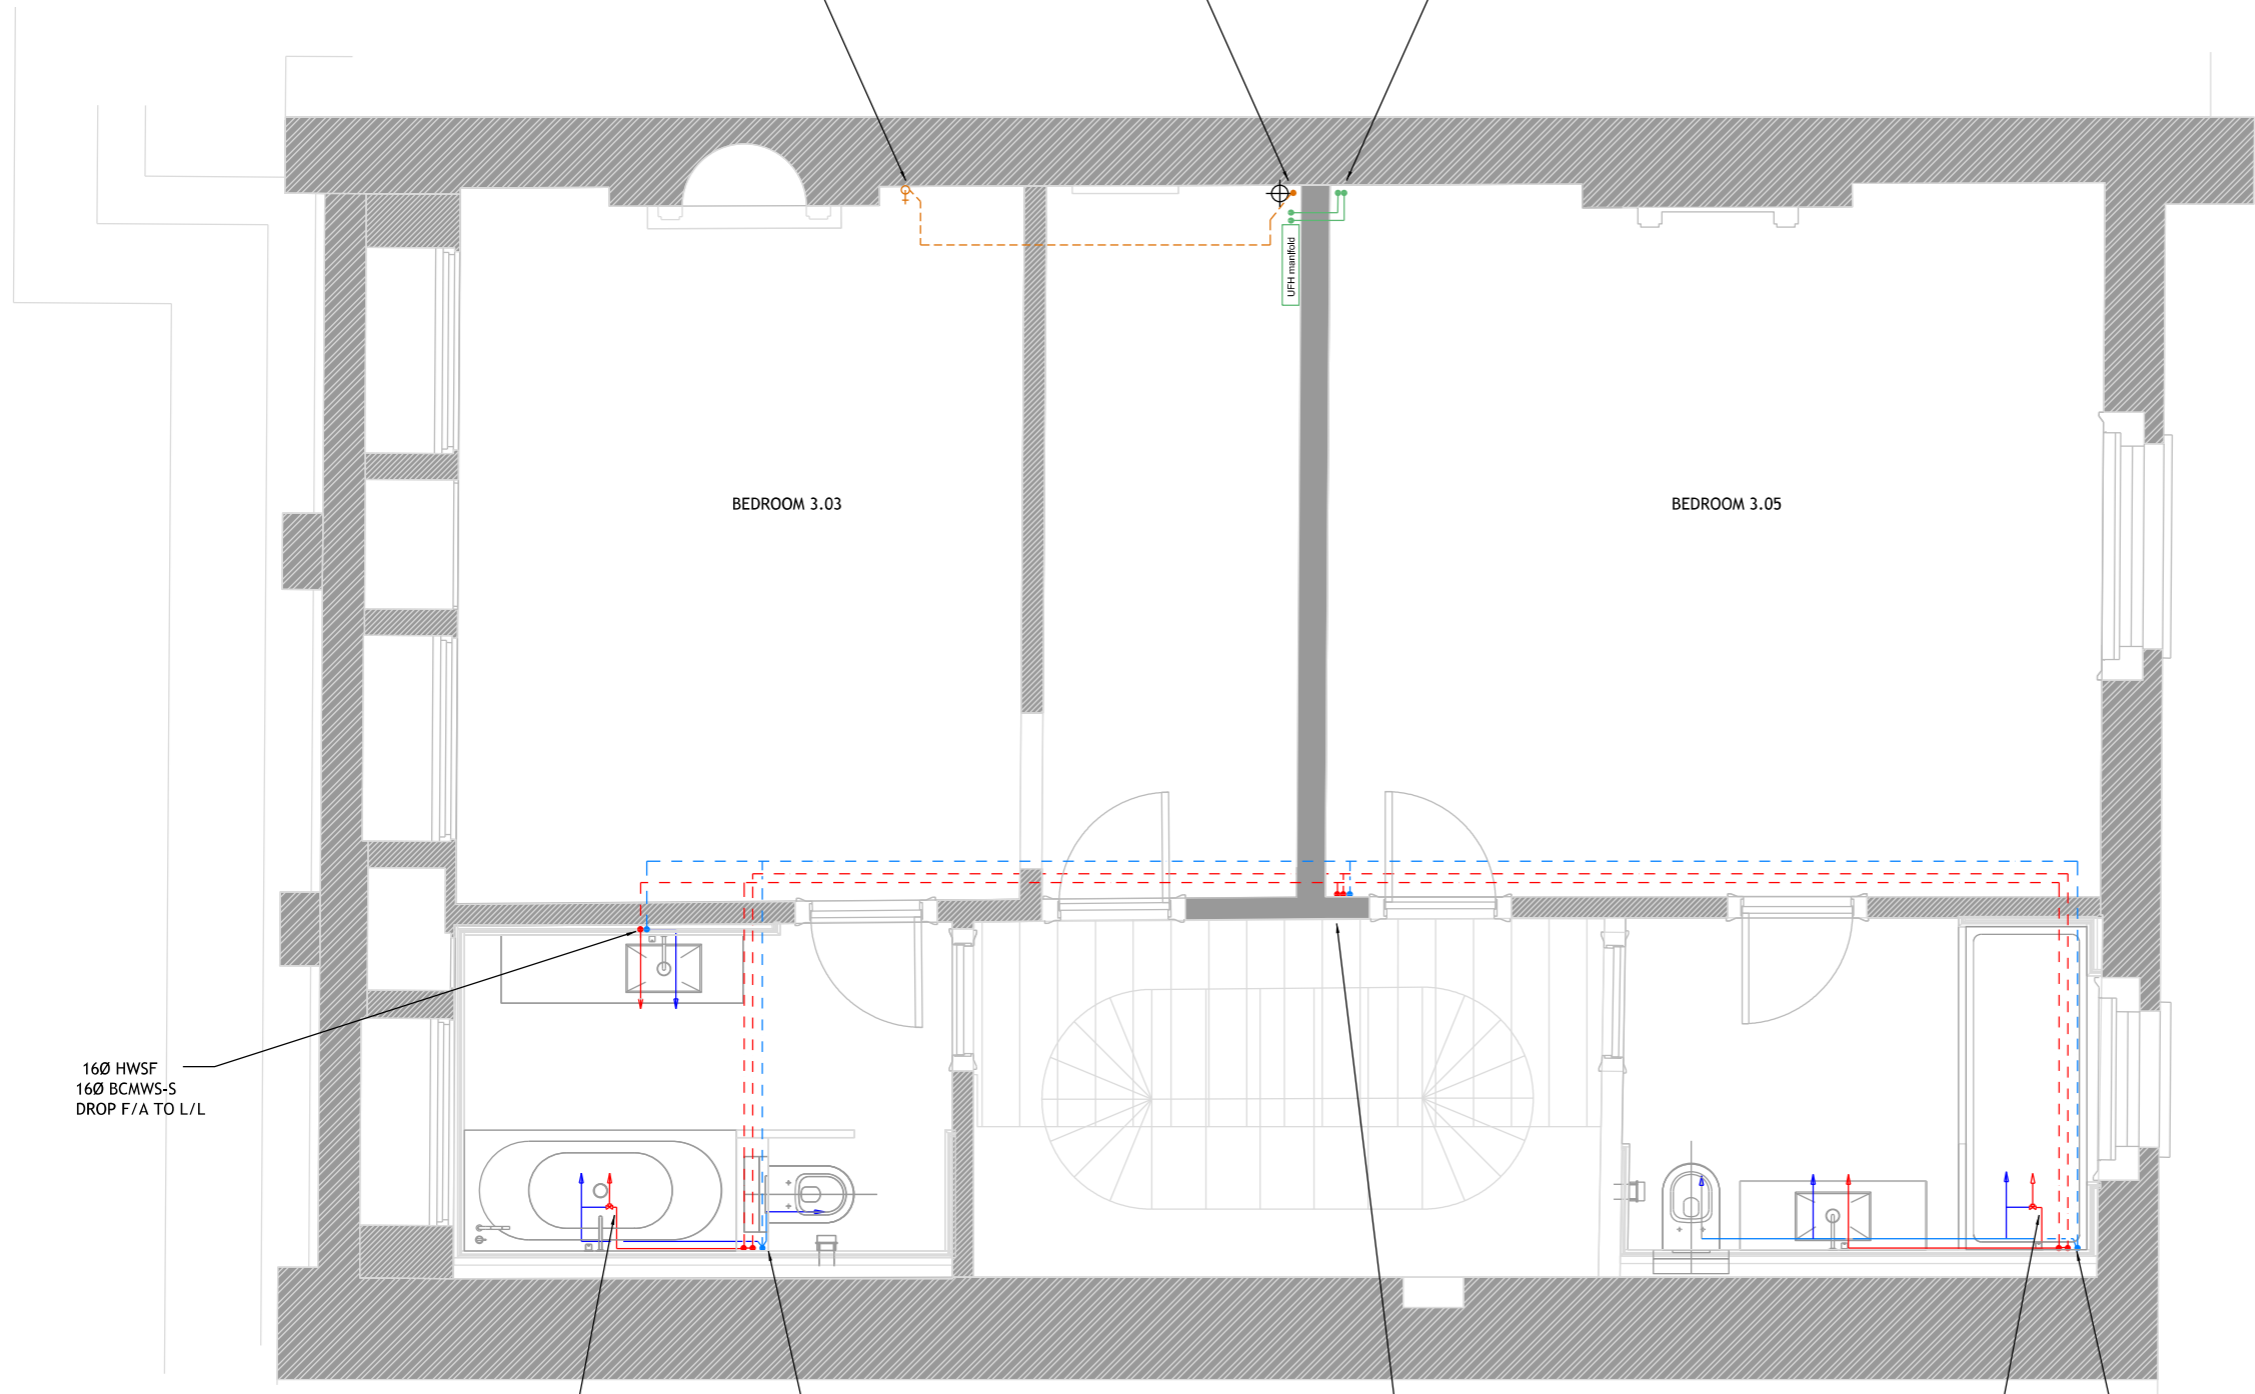 UFH manifold
BEDROOM 3.03
BEDROOM 3.05
16Ø HWSF
16Ø BCMWS-S
DROP F/A TO L/L